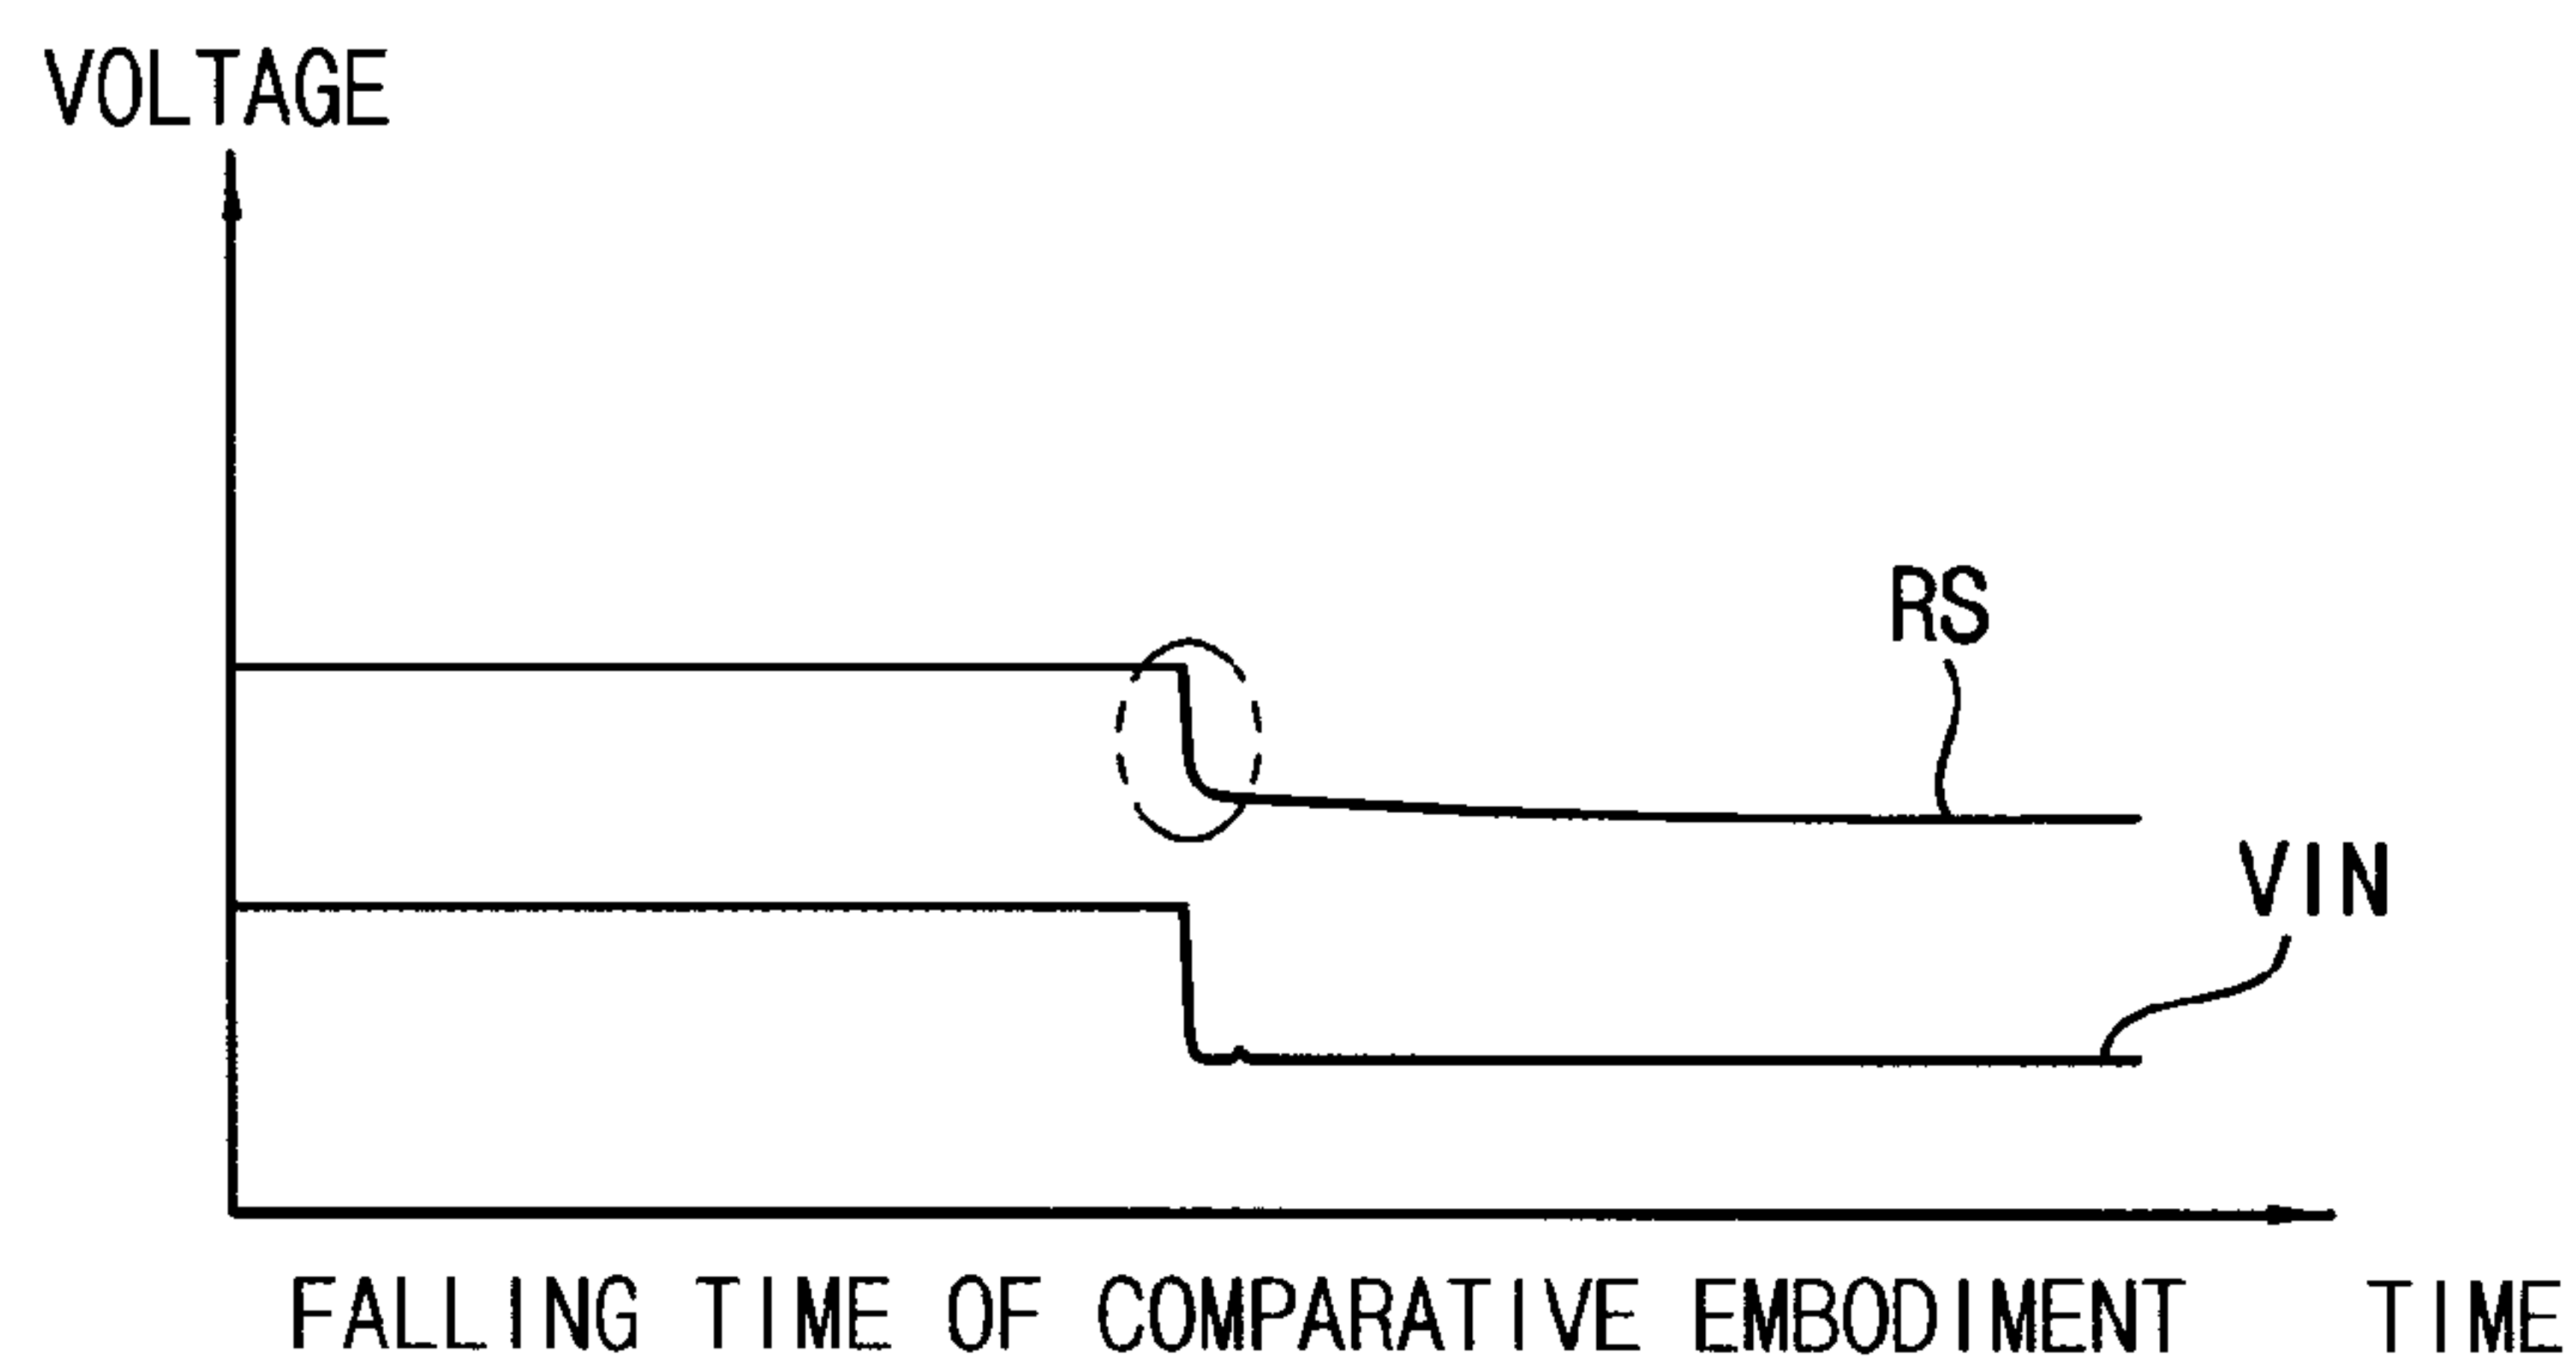 VOLTAGE
RS
VIN
FALLING TIME OF COMPARATIVE EMBODIMENT
TIME